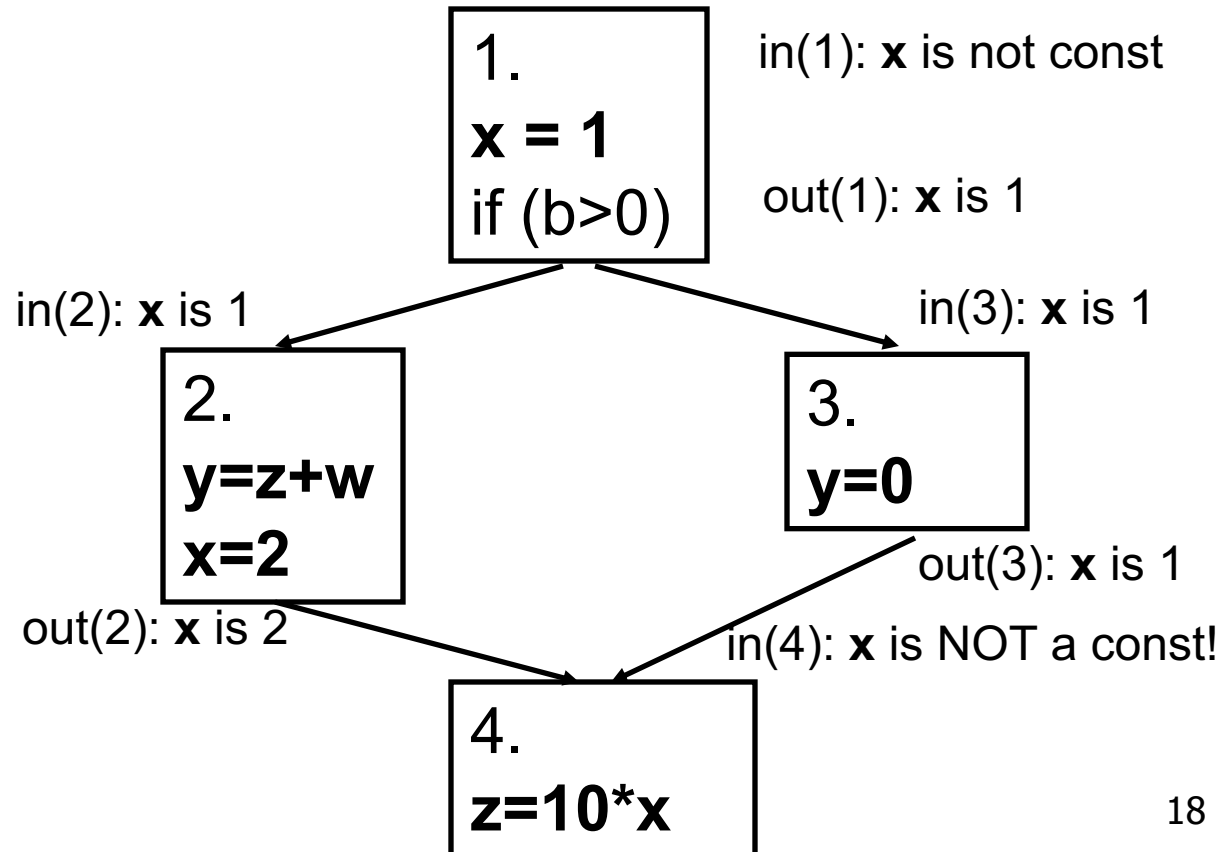 1.
x = 1
if (b>0)
in(1): x is not const
out(1): x is 1
in(2): x is 1
in(3): x is 1
2.
y=z+w
x=2
3.
y=0
out(2): x is 2
out(3): x is 1
in(4): x is NOT a const!
4.
z=10*x
18